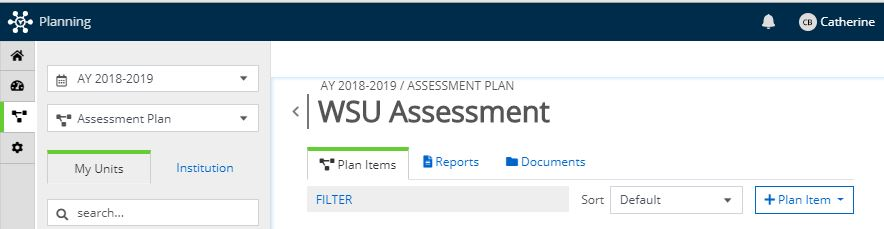 Planning
CB Catherine
AY 2018-2019
Assessment Plan
My Units Institution
search...
AY 2018-2019 / ASSESSMENT PLAN
WSU Assessment
Plan Items Reports Documents
FILTER Sort Default + Plan Item